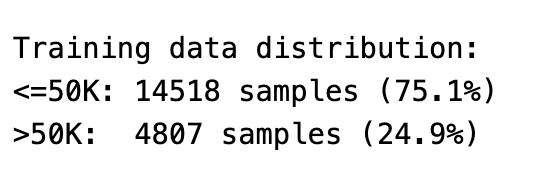 Training data distribution:
<=50K: 14518 samples (75.1%)
>50K:  4807 samples (24.9%)